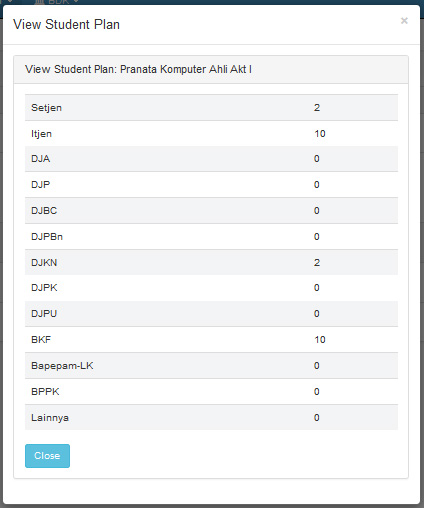 BDK
View Student Plan
×
View Student Plan: Pranata Komputer Ahli Akt I
Setjen 2
Itjen 10
DJA 0
DJP 0
DJBC 0
DJPBn 0
DJKN 2
DJPK 0
DJPU 0
BKF 10
Bapepam-LK 0
BPPK 0
Lainnya 0
Close